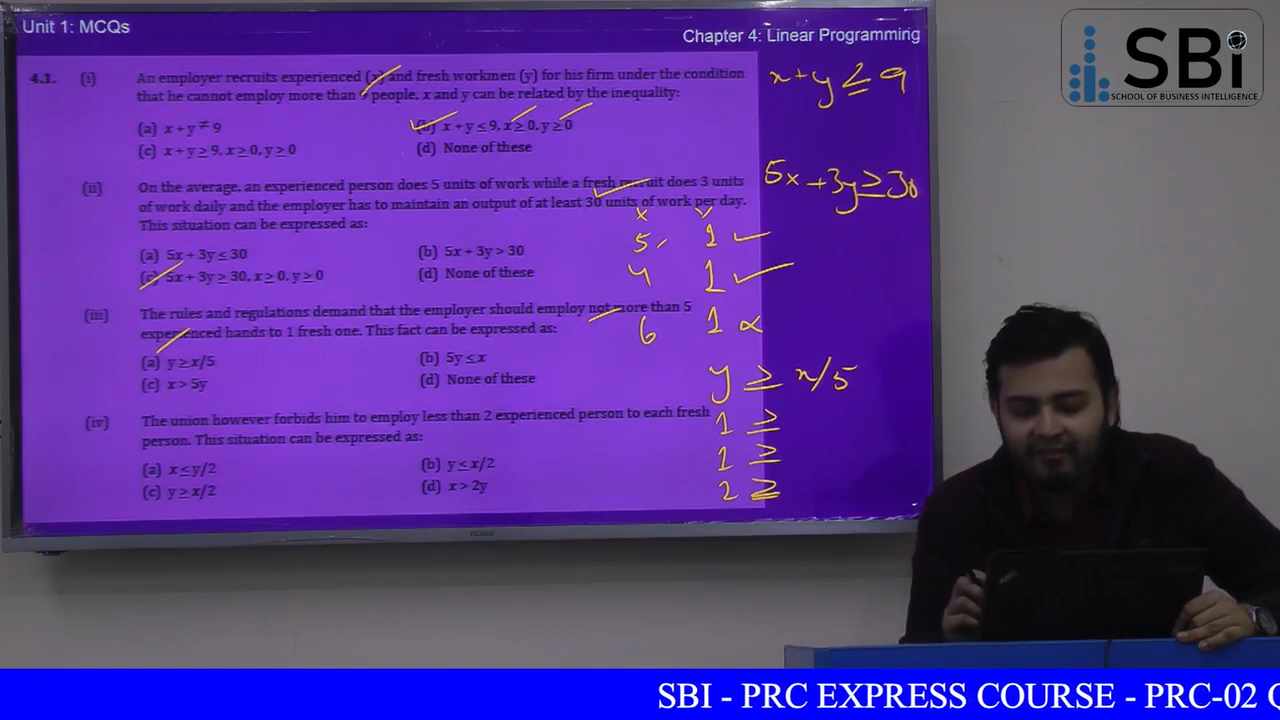 Unit 1: MCQs
Chapter 4: Linear Programming
SBi
SCHOOL OF BUSINESS INTELLIGENCE
4.1. (i) An employer recruits experienced (x) and fresh workmen (y) for his firm under the condition
that he cannot employ more than 9 people, x and y can be related by the inequality:
(a) x + y ≠ 9 (b) x + y ≤ 9, x ≥ 0, y ≥ 0
(c) x + y ≥ 9, x ≥ 0, y ≥ 0 (d) None of these
x + y ≤ 9
(ii) On the average, an experienced person does 5 units of work while a fresh recruit does 3 units
of work daily and the employer has to maintain an output of at least 30 units of work per day.
This situation can be expressed as:
(a) 5x + 3y ≤ 30 (b) 5x + 3y > 30
(c) 5x + 3y ≥ 30, x ≥ 0, y ≥ 0 (d) None of these
5x + 3y ≥ 30
x y
5 1
4 1
6 1
(iii) The rules and regulations demand that the employer should employ not more than 5
experienced hands to 1 fresh one. This fact can be expressed as:
(a) y ≥ x/5 (b) 5y ≤ x
(c) x > 5y (d) None of these
y ≥ x/5
1 ≥
1 ≥
2 ≥
(iv) The union however forbids him to employ less than 2 experienced person to each fresh
person. This situation can be expressed as:
(a) x ≤ y/2 (b) y ≤ x/2
(c) y ≥ x/2 (d) x > 2y
SBI - PRC EXPRESS COURSE - PRC-02